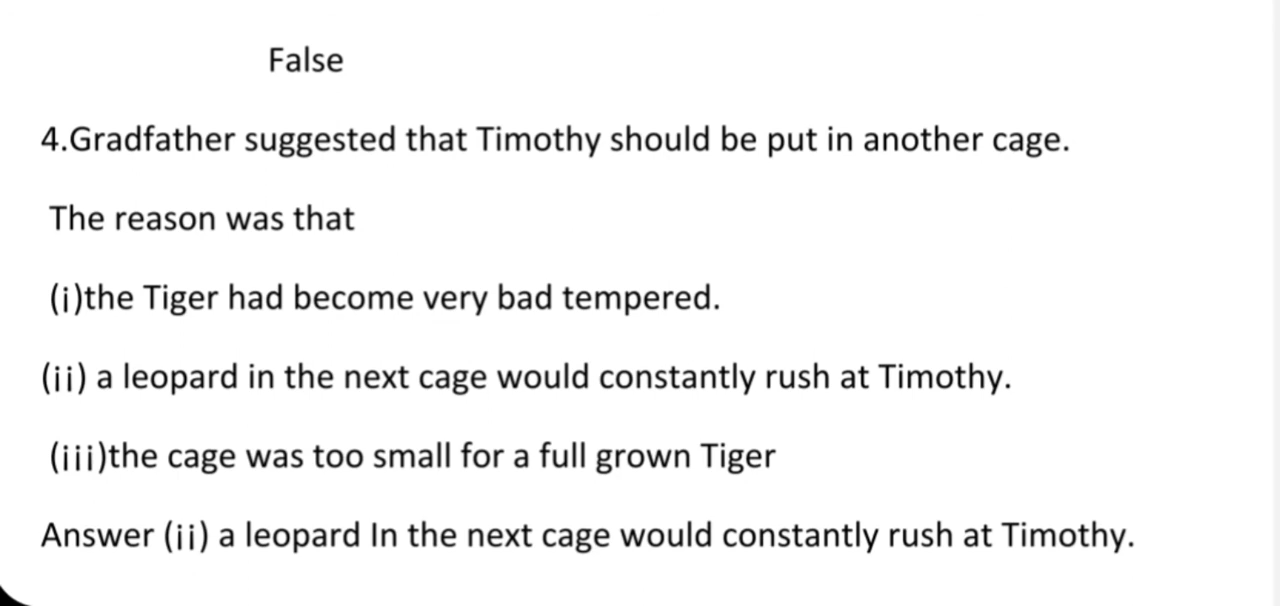 False
4.Gradfather suggested that Timothy should be put in another cage.
The reason was that
(i)the Tiger had become very bad tempered.
(ii) a leopard in the next cage would constantly rush at Timothy.
(iii)the cage was too small for a full grown Tiger
Answer (ii) a leopard In the next cage would constantly rush at Timothy.